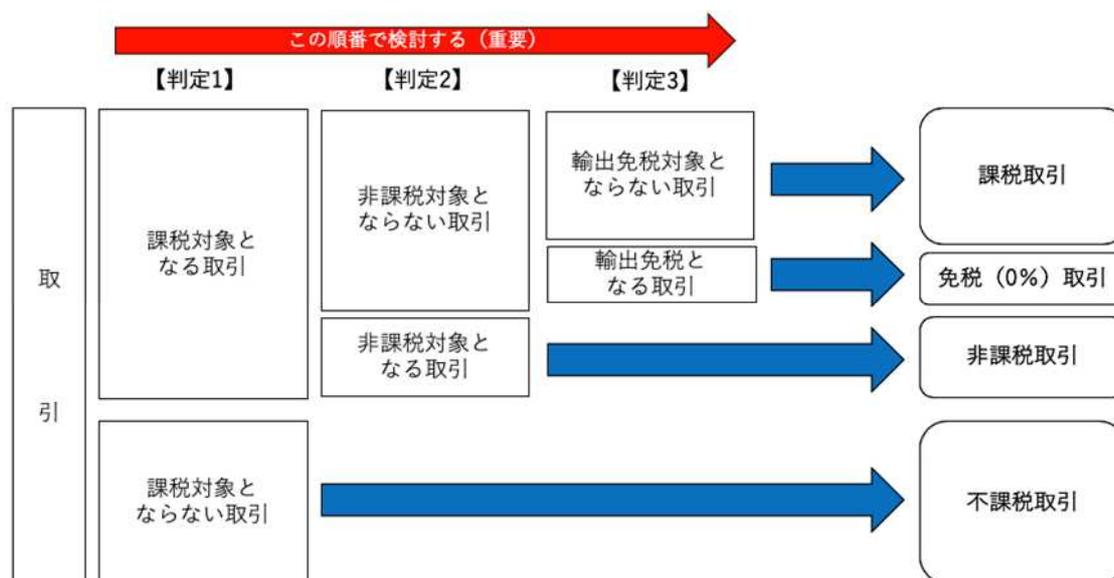 この順番で検討する（重要）
【判定1】
【判定2】
【判定3】
取
引
課税対象と
なる取引
非課税対象と
ならない取引
輸出免税対象と
ならない取引
課税取引
輸出免税と
なる取引
免税（0%）取引
非課税対象と
なる取引
非課税取引
課税対象と
ならない取引
不課税取引